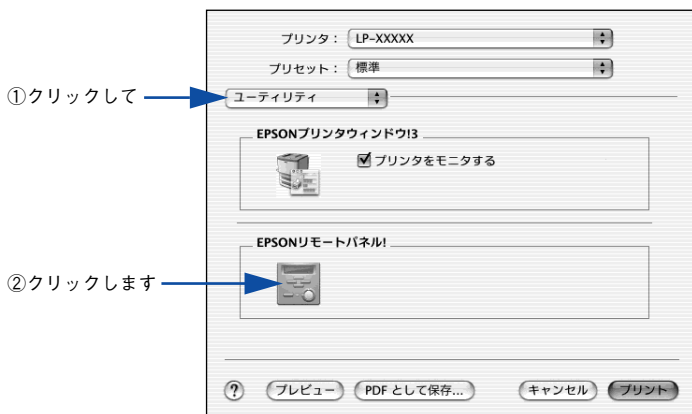 プリンタ： LP-XXXXX
プリセット： 標準
①クリックして
ユーティリティ
EPSONプリンタウィンドウ!3
プリンタをモニタする
EPSONリモートパネル!
②クリックします
? プレビュー PDF として保存... キャンセル プリント